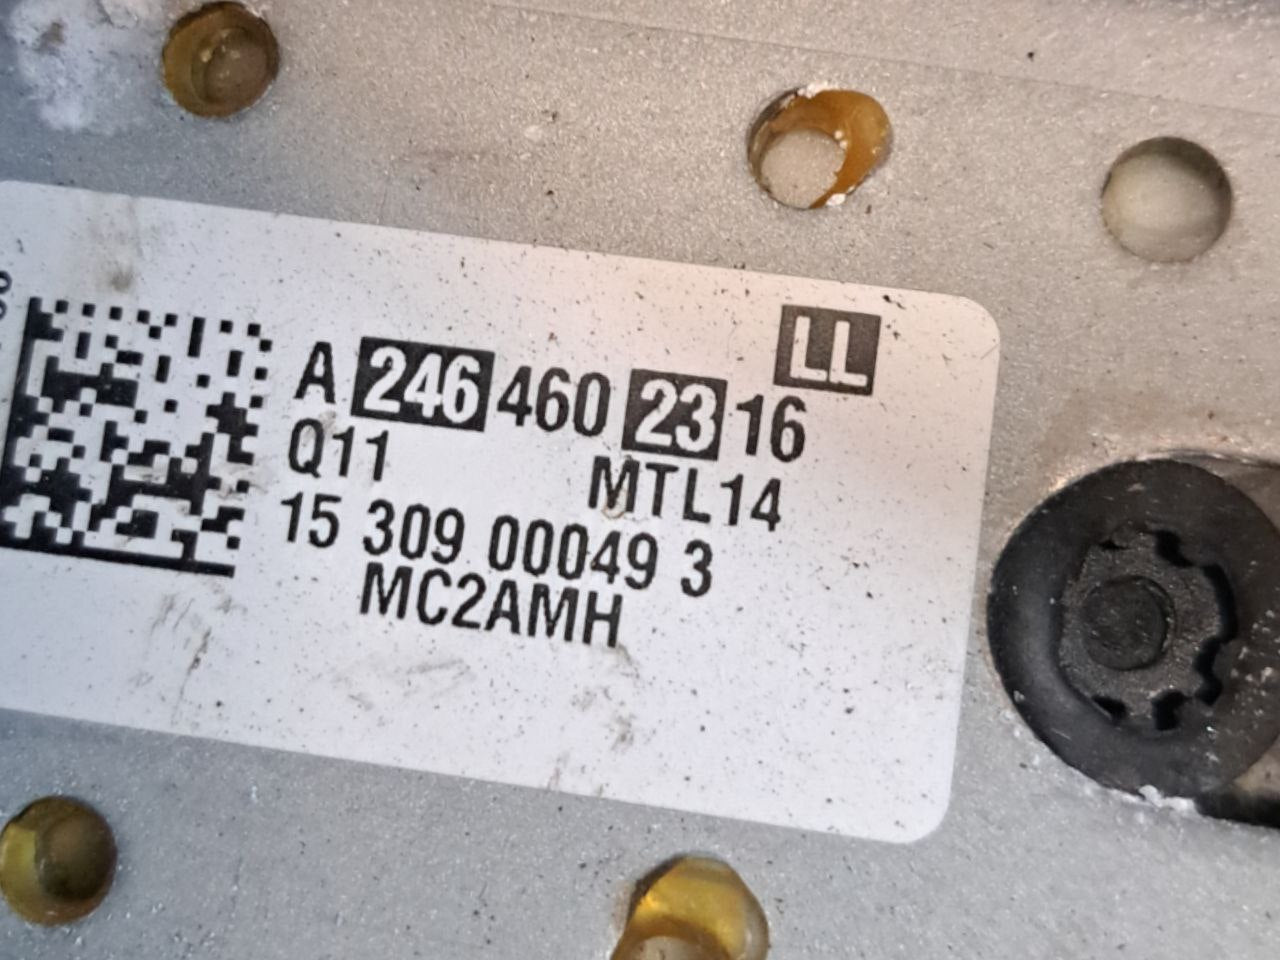 LL
A 246 460 23 16
Q11 MTL14
15 309 00049 3
MC2AMH